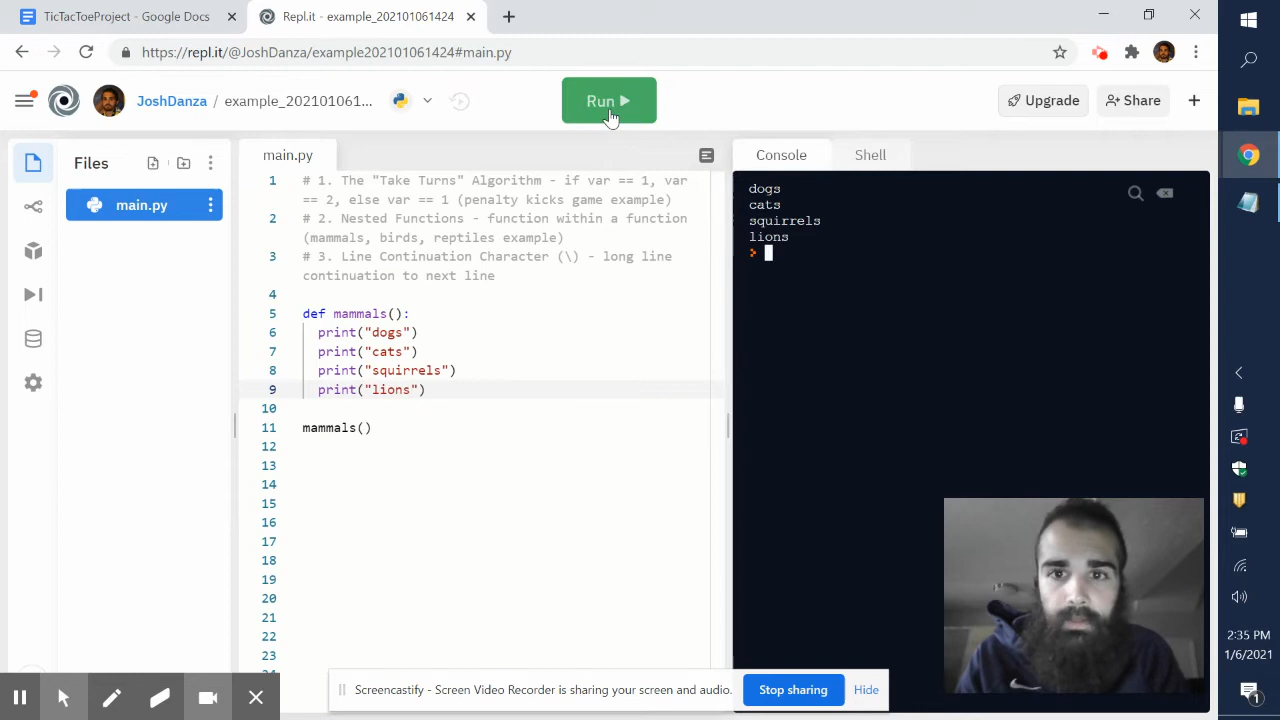 TicTacToeProject - Google Docs
Repl.it - example_202101061424
https://repl.it/@JoshDanza/example202101061424#main.py
JoshDanza / example_202101061...
Run
Upgrade
Share
Files
main.py
main.py
1 # 1. The "Take Turns" Algorithm - if var == 1, var
== 2, else var == 1 (penalty kicks game example)
2 # 2. Nested Functions - function within a function
(mammals, birds, reptiles example)
3 # 3. Line Continuation Character (\) - long line
continuation to next line
4
5 def mammals():
6 print("dogs")
7 print("cats")
8 print("squirrels")
9 print("lions")
10
11 mammals()
12
13
14
15
16
17
18
19
20
21
22
23
Console
Shell
dogs
cats
squirrels
lions
>
Screencastify - Screen Video Recorder is sharing your screen and audio.
Stop sharing
Hide
2:35 PM
1/6/2021
1